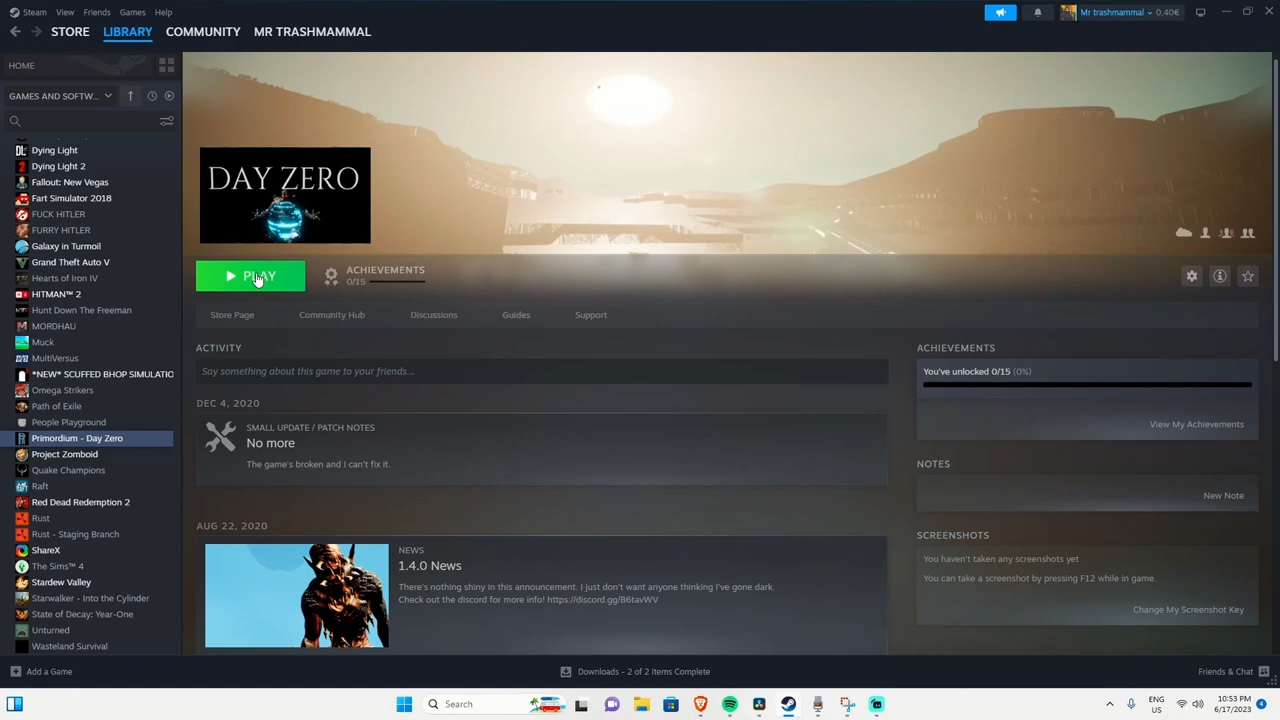 Steam View Friends Games Help
Mr trashmammal 0,40€
STORE LIBRARY COMMUNITY MR TRASHMAMMAL
HOME
GAMES AND SOFTW...
Dying Light
Dying Light 2
Fallout: New Vegas
Fart Simulator 2018
FUCK HITLER
FURRY HITLER
Galaxy in Turmoil
Grand Theft Auto V
Hearts of Iron IV
HITMAN™ 2
Hunt Down The Freeman
MORDHAU
Muck
MultiVersus
*NEW* SCUFFED BHOP SIMULATIO
Omega Strikers
Path of Exile
People Playground
Primordium - Day Zero
Project Zomboid
Quake Champions
Raft
Red Dead Redemption 2
Rust
Rust - Staging Branch
ShareX
The Sims™ 4
Stardew Valley
Starwalker - Into the Cylinder
State of Decay: Year-One
Unturned
Wasteland Survival
DAY ZERO
PLAY
ACHIEVEMENTS
0/15
Store Page Community Hub Discussions Guides Support
ACTIVITY
Say something about this game to your friends...
DEC 4, 2020
SMALL UPDATE / PATCH NOTES
No more
The game's broken and I can't fix it.
AUG 22, 2020
NEWS
1.4.0 News
There's nothing shiny in this announcement. I just don't want anyone thinking I've gone dark.
Check out the discord for more info! https://discord.gg/B6tavWV
ACHIEVEMENTS
You've unlocked 0/15 (0%)
View My Achievements
NOTES
New Note
SCREENSHOTS
You haven't taken any screenshots yet
You can take a screenshot by pressing F12 while in game.
Change My Screenshot Key
Add a Game
Downloads - 2 of 2 Items Complete
Friends & Chat
Search
ENG
US
10:53 PM
6/17/2023